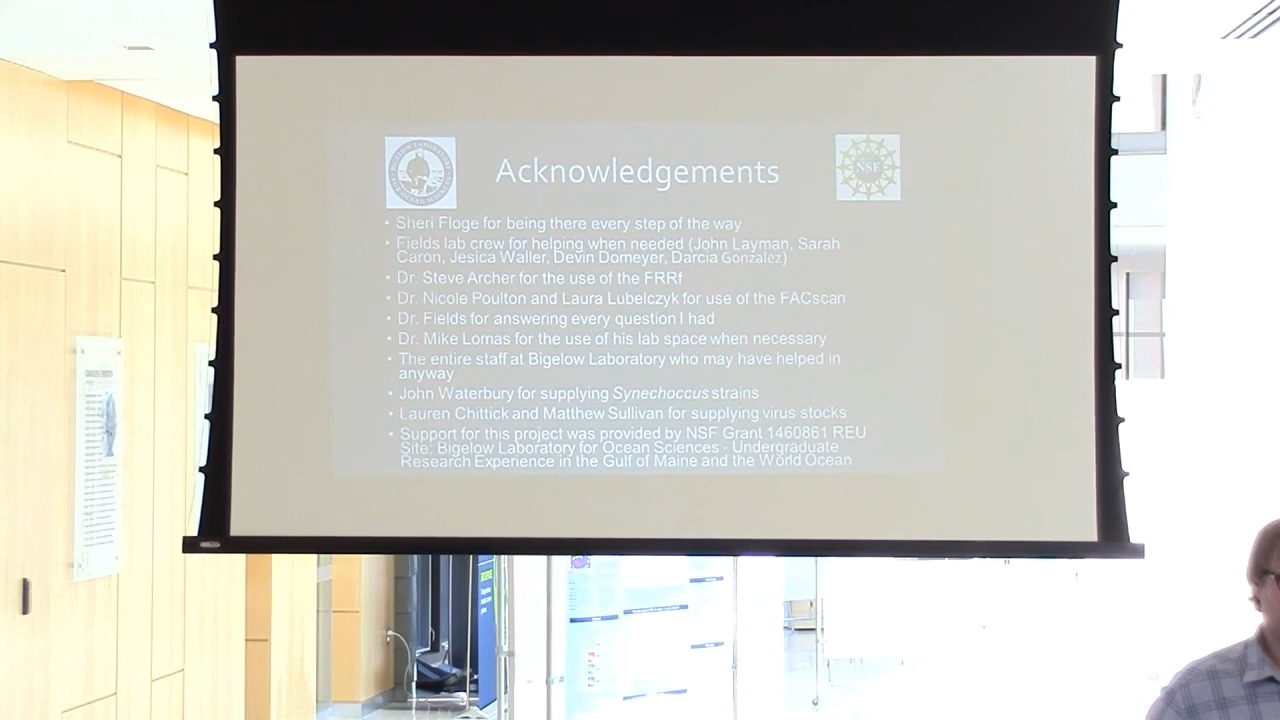 Acknowledgements
NSF
• Sheri Floge for being there every step of the way
• Fields lab crew for helping when needed (John Layman, Sarah
Caron, Jesica Waller, Devin Domeyer, Darcia Gonzalez)
• Dr. Steve Archer for the use of the FRRf
• Dr. Nicole Poulton and Laura Lubelczyk for use of the FACscan
• Dr. Fields for answering every question I had
• Dr. Mike Lomas for the use of his lab space when necessary
• The entire staff at Bigelow Laboratory who may have helped in
anyway
• John Waterbury for supplying Synechoccus strains
• Lauren Chittick and Matthew Sullivan for supplying virus stocks
• Support for this project was provided by NSF Grant 1460861 REU
Site: Bigelow Laboratory for Ocean Sciences - Undergraduate
Research Experience in the Gulf of Maine and the World Ocean